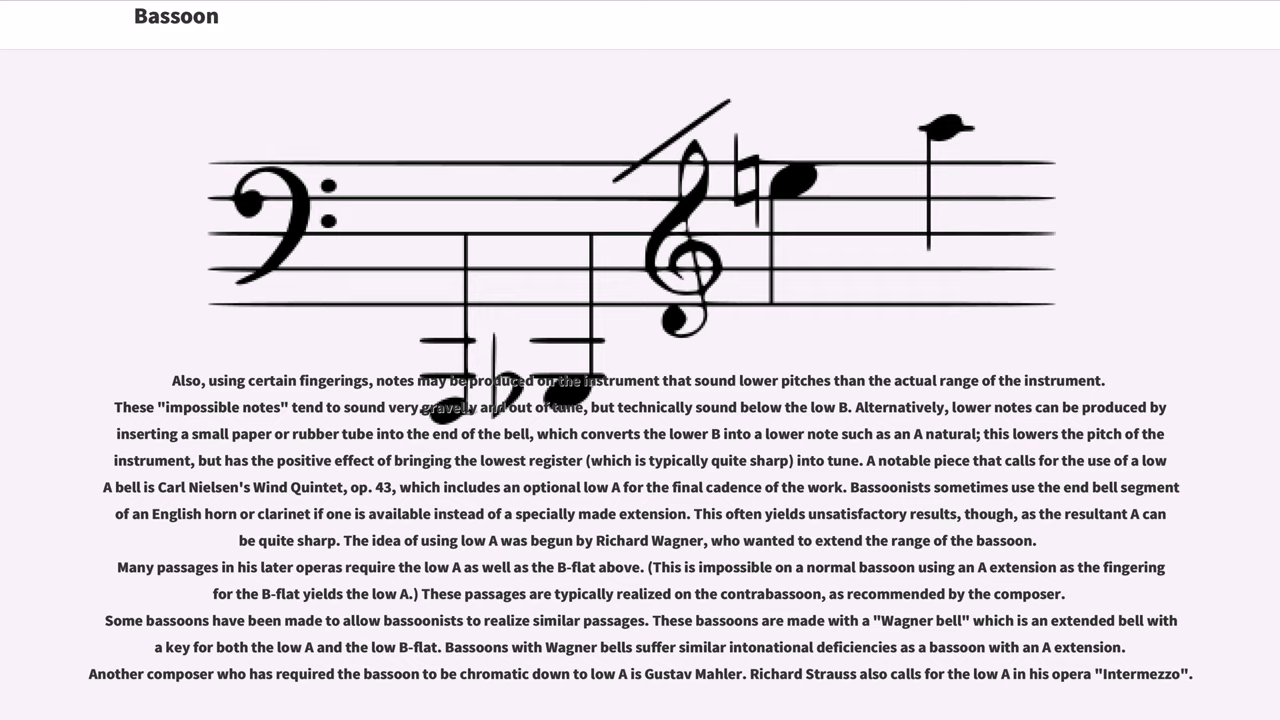 Bassoon
Also, using certain fingerings, notes may be produced on the instrument that sound lower pitches than the actual range of the instrument.
These "impossible notes" tend to sound very gravelly and out of tune, but technically sound below the low B. Alternatively, lower notes can be produced by
inserting a small paper or rubber tube into the end of the bell, which converts the lower B into a lower note such as an A natural; this lowers the pitch of the
instrument, but has the positive effect of bringing the lowest register (which is typically quite sharp) into tune. A notable piece that calls for the use of a low
A bell is Carl Nielsen's Wind Quintet, op. 43, which includes an optional low A for the final cadence of the work. Bassoonists sometimes use the end bell segment
of an English horn or clarinet if one is available instead of a specially made extension. This often yields unsatisfactory results, though, as the resultant A can
be quite sharp. The idea of using low A was begun by Richard Wagner, who wanted to extend the range of the bassoon.
Many passages in his later operas require the low A as well as the B-flat above. (This is impossible on a normal bassoon using an A extension as the fingering
for the B-flat yields the low A.) These passages are typically realized on the contrabassoon, as recommended by the composer.
Some bassoons have been made to allow bassoonists to realize similar passages. These bassoons are made with a "Wagner bell" which is an extended bell with
a key for both the low A and the low B-flat. Bassoons with Wagner bells suffer similar intonational deficiencies as a bassoon with an A extension.
Another composer who has required the bassoon to be chromatic down to low A is Gustav Mahler. Richard Strauss also calls for the low A in his opera "Intermezzo".